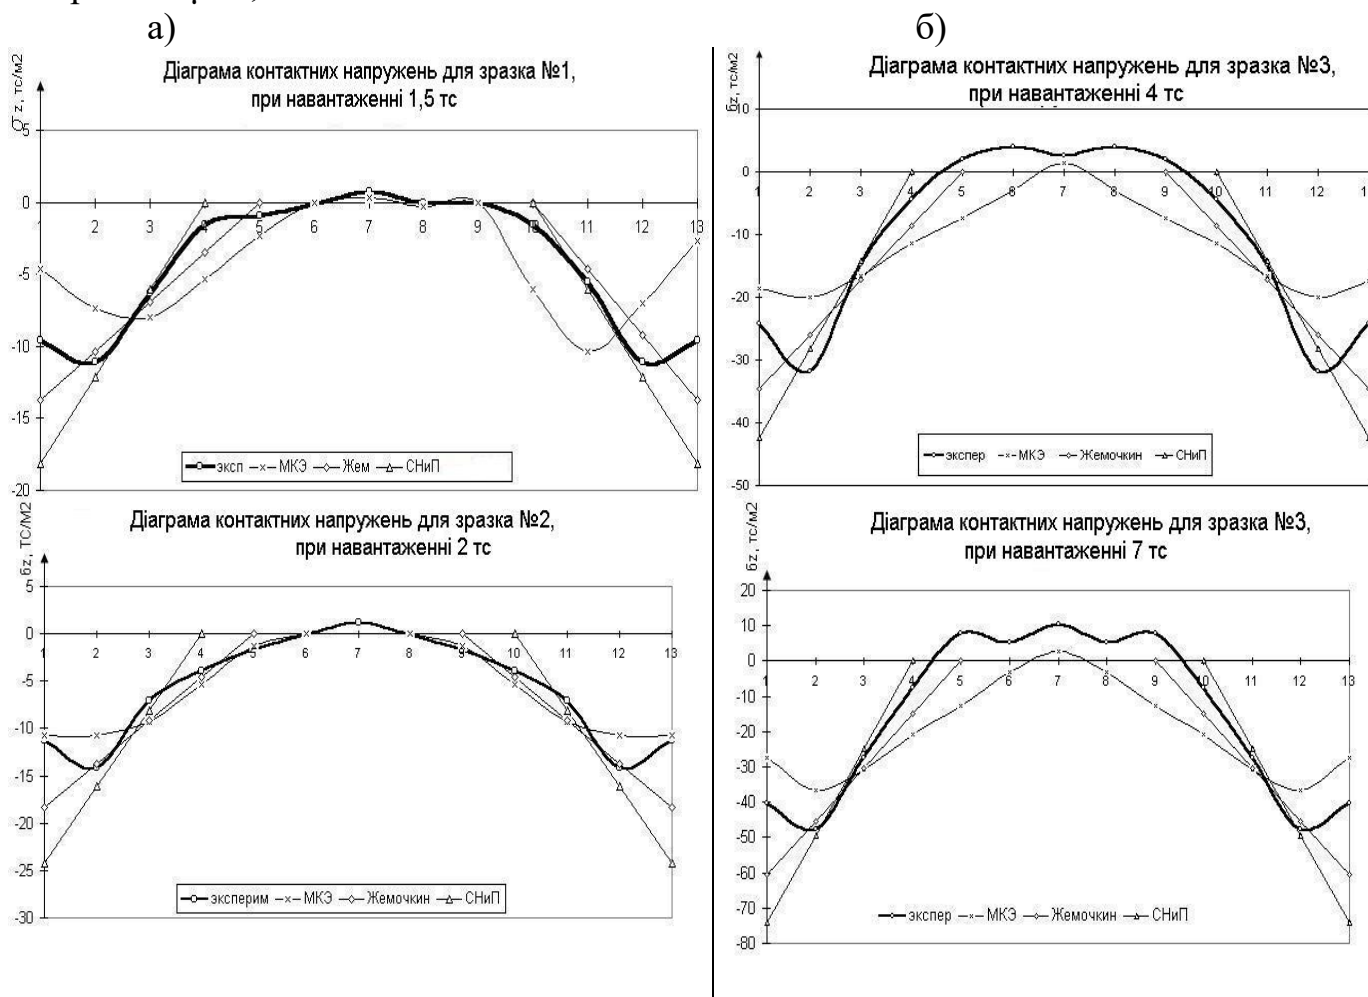 а)
б)
Діаграма контактних напружень для зразка №1,
при навантаженні 1,5 тс
σ z, тс/м2
5
0
-5
-10
-15
-20
1 2 3 4 5 6 7 8 9 10 11 12 13
эксп МКЭ Жем СНиП
Діаграма контактних напружень для зразка №3,
при навантаженні 4 тс
бz, тс/м2
10
0
-10
-20
-30
-40
-50
1 2 3 4 5 6 7 8 9 10 11 12
экспер МКЭ Жемочкин СНиП
Діаграма контактних напружень для зразка №2,
при навантаженні 2 тс
бz, ТС/М2
5
0
-5
-10
-15
-20
-25
-30
1 2 3 4 5 6 7 8 9 10 11 12 13
эксперим МКЭ Жемочкин СНиП
Діаграма контактних напружень для зразка №3,
при навантаженні 7 тс
бz, тс/м2
20
10
0
-10
-20
-30
-40
-50
-60
-70
-80
1 2 3 4 5 6 7 8 9 10 11 12 13
экспер МКЭ Жемочкин СНиП